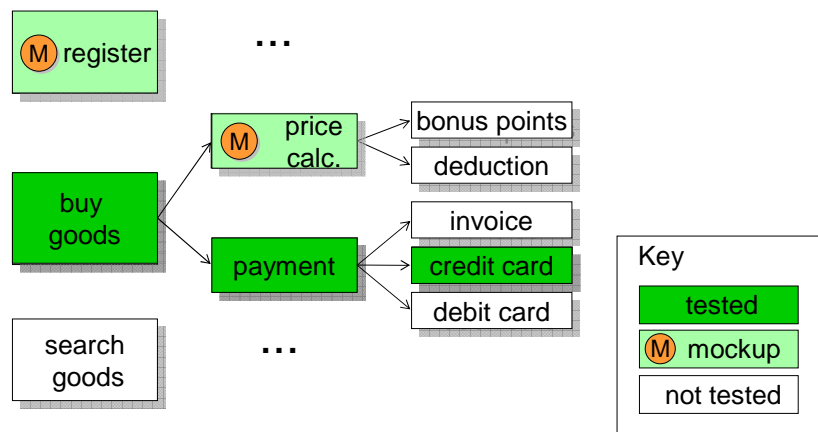 M register
...
M price
calc.
bonus points
deduction
buy
goods
payment
invoice
credit card
debit card
search
goods
...
Key
tested
M mockup
not tested